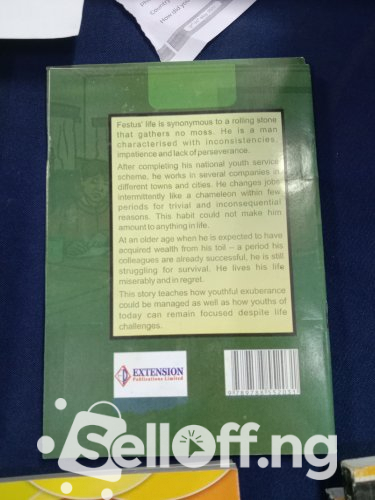 How did you
Festus' life is synonymous to a rolling stone
that gathers no moss. He is a man
characterised with inconsistencies,
impatience and lack of perseverance.
After completing his national youth service
scheme, he works in several companies in
different towns and cities. He changes jobs
intermittently like a chameleon within few
periods for trivial and inconsequential
reasons. This habit could not make him
amount to anything in life.
At an older age when he is expected to have
acquired wealth from his toil – a period his
colleagues are already successful, he is still
struggling for survival. He lives his life
miserably and in regret.
This story teaches how youthful exuberance
could be managed as well as how youths of
today can remain focused despite life
challenges.
EXTENSION
Publications Limited
SellOff.ng